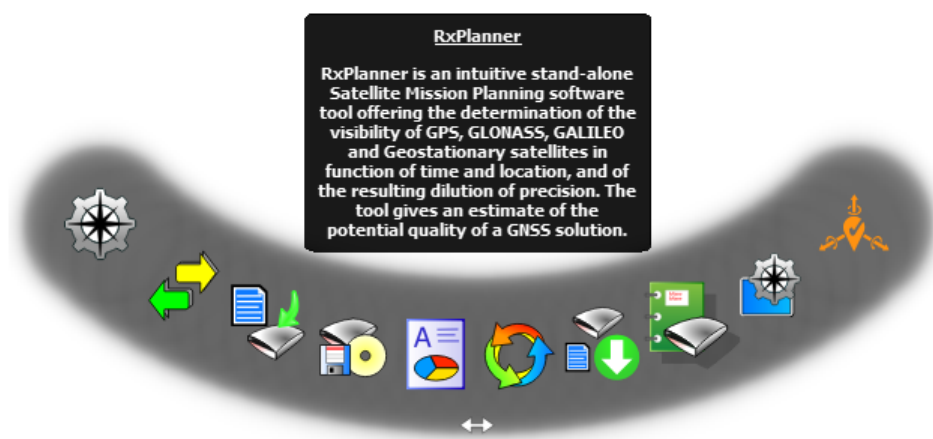 RxPlanner
RxPlanner is an intuitive stand-alone
Satellite Mission Planning software
tool offering the determination of the
visibility of GPS, GLONASS, GALILEO
and Geostationary satellites in
function of time and location, and of
the resulting dilution of precision. The
tool gives an estimate of the
potential quality of a GNSS solution.
A